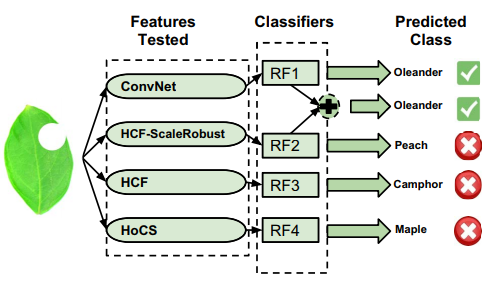 Features
Tested
Classifiers
Predicted
Class
ConvNet
RF1
Oleander
Oleander
HCF-ScaleRobust
RF2
Peach
HCF
RF3
Camphor
HoCS
RF4
Maple